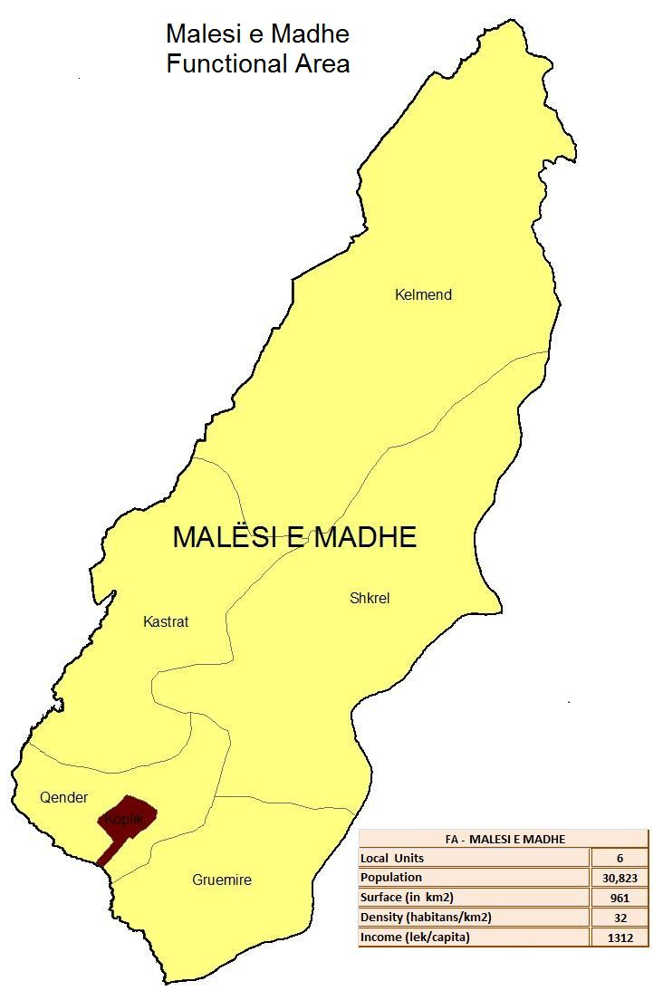 Malesi e Madhe
Functional Area
Kelmend
MALËSI E MADHE
Shkrel
Kastrat
Qender
Koplik
Gruemire
FA - MALESI E MADHE
Local Units 6
Population 30,823
Surface (in km2) 961
Density (habitans/km2) 32
Income (lek/capita) 1312